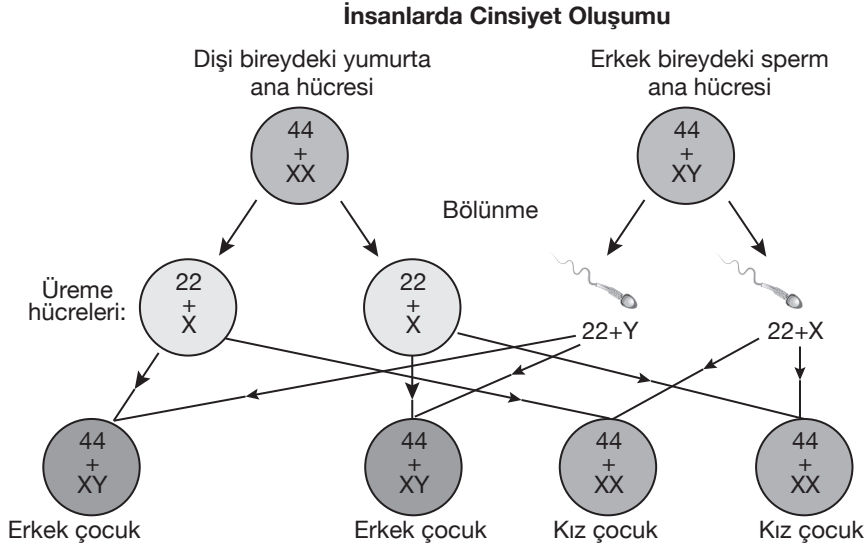 İnsanlarda Cinsiyet Oluşumu
Dişi bireydeki yumurta
ana hücresi
Erkek bireydeki sperm
ana hücresi
44
+
XX
44
+
XY
Bölünme
Üreme
hücreleri:
22
+
X
22
+
X
22+Y
22+X
44
+
XY
44
+
XY
44
+
XX
44
+
XX
Erkek çocuk
Erkek çocuk
Kız çocuk
Kız çocuk